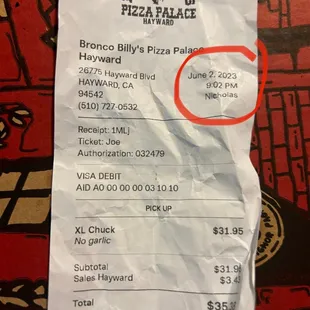 PIZZA PALACE
HAYWARD
Bronco Billy's Pizza Palace
Hayward
26775 Hayward Blvd
HAYWARD, CA
94542
(510) 727-0532
June 2, 2023
9:02 PM
Nicholas
Receipt: 1MLj
Ticket: Joe
Authorization: 032479
VISA DEBIT
AID A0 00 00 00 03 10 10
PICK UP
XL Chuck $31.95
No garlic
Subtotal
Sales Hayward
Total